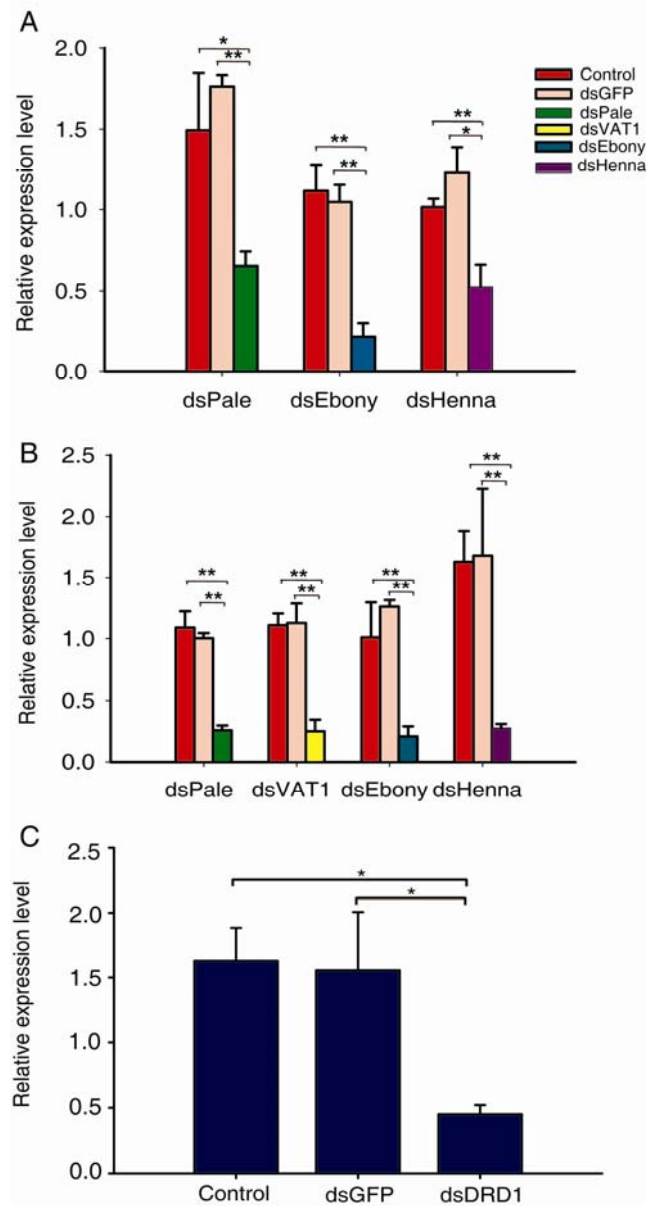 A
Relative expression level
2.0
1.5
1.0
0.5
0.0
* ** ** ** ** *
Control
dsGFP
dsPale
dsVAT1
dsEbony
dsHenna
dsPale dsEbony dsHenna
B
Relative expression level
2.5
2.0
1.5
1.0
0.5
0.0
** ** ** ** ** ** ** **
dsPale dsVAT1 dsEbony dsHenna
C
Relative expression level
2.5
2.0
1.5
1.0
0.5
0.0
* *
Control dsGFP dsDRD1